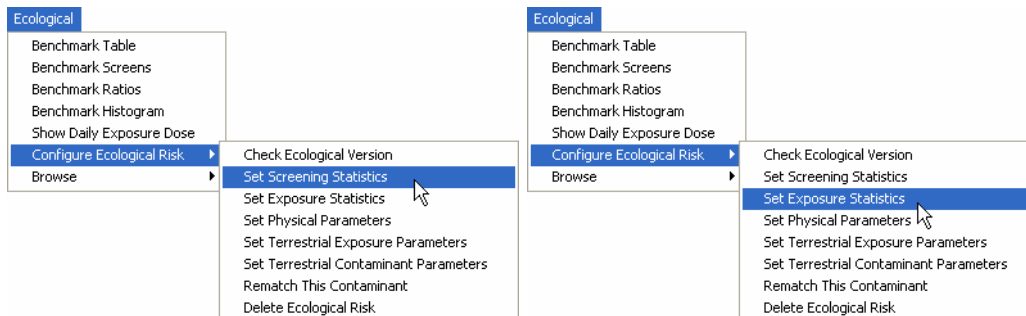 Ecological
Benchmark Table
Benchmark Screens
Benchmark Ratios
Benchmark Histogram
Show Daily Exposure Dose
Configure Ecological Risk
Browse
Check Ecological Version
Set Screening Statistics
Set Exposure Statistics
Set Physical Parameters
Set Terrestrial Exposure Parameters
Set Terrestrial Contaminant Parameters
Rematch This Contaminant
Delete Ecological Risk
Ecological
Benchmark Table
Benchmark Screens
Benchmark Ratios
Benchmark Histogram
Show Daily Exposure Dose
Configure Ecological Risk
Browse
Check Ecological Version
Set Screening Statistics
Set Exposure Statistics
Set Physical Parameters
Set Terrestrial Exposure Parameters
Set Terrestrial Contaminant Parameters
Rematch This Contaminant
Delete Ecological Risk